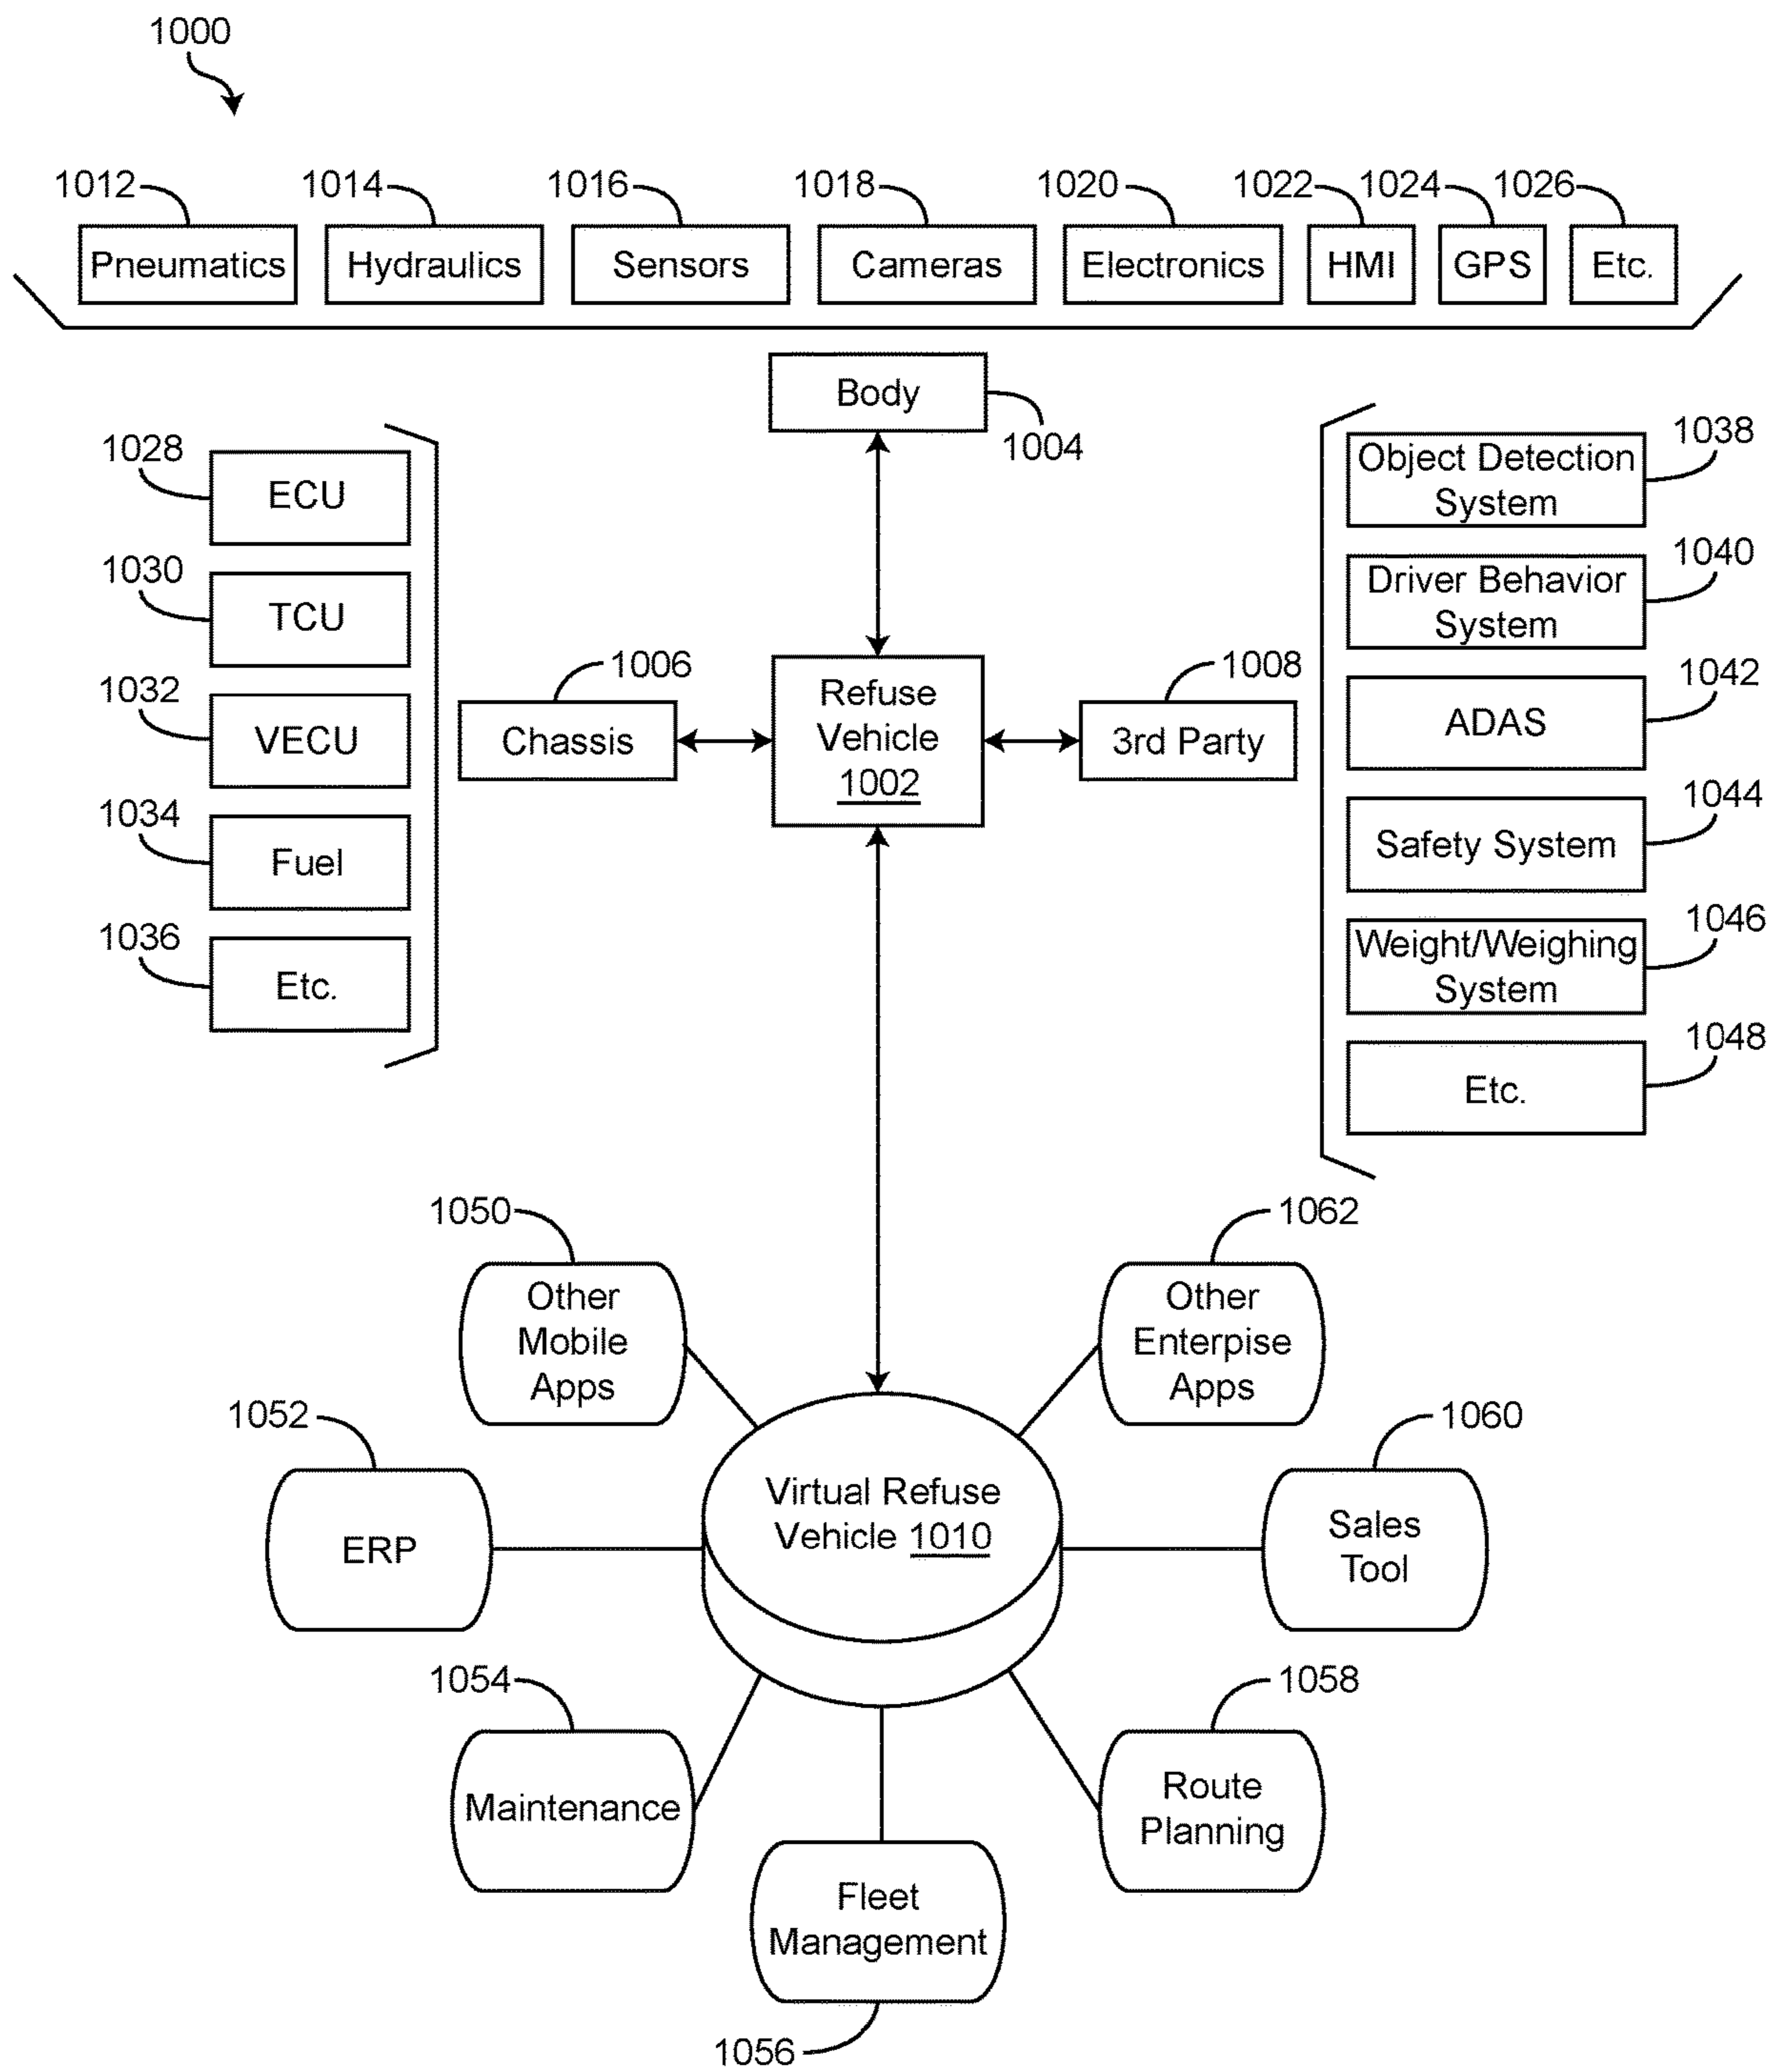 1000
1012
1014
1016
1018
1020
1022
1024
1026
Pneumatics
Hydraulics
Sensors
Cameras
Electronics
HMI
GPS
Etc.
Body
1004
1028
ECU
1030
TCU
1032
VECU
1034
Fuel
1036
Etc.
1006
Chassis
Refuse
Vehicle
1002
1008
3rd Party
1038
Object Detection
System
1040
Driver Behavior
System
1042
ADAS
1044
Safety System
1046
Weight/Weighing
System
1048
Etc.
1050
Other
Mobile
Apps
1062
Other
Enterpise
Apps
1052
ERP
Virtual Refuse
Vehicle 1010
1060
Sales
Tool
1054
Maintenance
1058
Route
Planning
Fleet
Management
1056